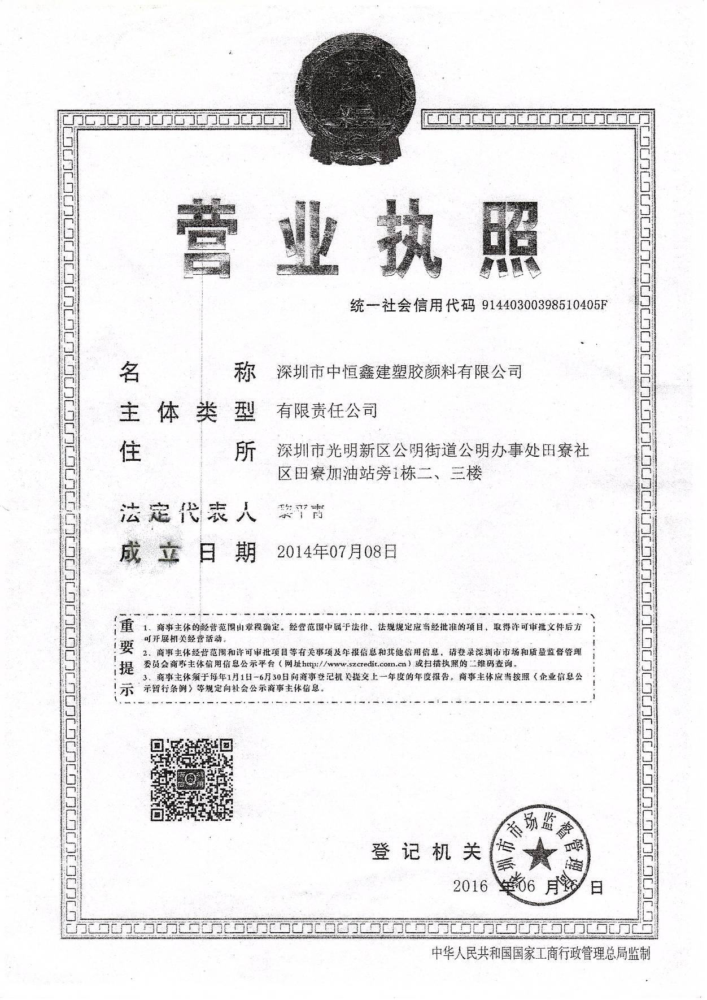 营业执照
统一社会信用代码 91440300398510405F
名称 深圳市中恒鑫建塑胶颜料有限公司
主体类型 有限责任公司
住所 深圳市光明新区公明街道公明办事处田寮社
区田寮加油站旁1栋二、三楼
法定代表人 黎平青
成立日期 2014年07月08日
重要提示
1、商事主体的经营范围由章程确定。经营范围中属于法律、法规规定应当经批准的项目，取得许可审批文件后方
可开展相关经营活动。
2、商事主体经营范围和许可审批项目等有关事项及年报信息和其他信用信息，请登录深圳市市场和质量监督管理
委员会商事主体信用信息公示平台（网址http://www.szcredit.com.cn）或扫描执照的二维码查询。
3、商事主体须于每年1月1日-6月30日向商事登记机关提交上一年度的年度报告。商事主体应当按照《企业信息公
示暂行条例》等规定向社会公示商事主体信息。
登记机关
深圳市市场监督管理局
2016 年 06 月 16 日
中华人民共和国国家工商行政管理总局监制